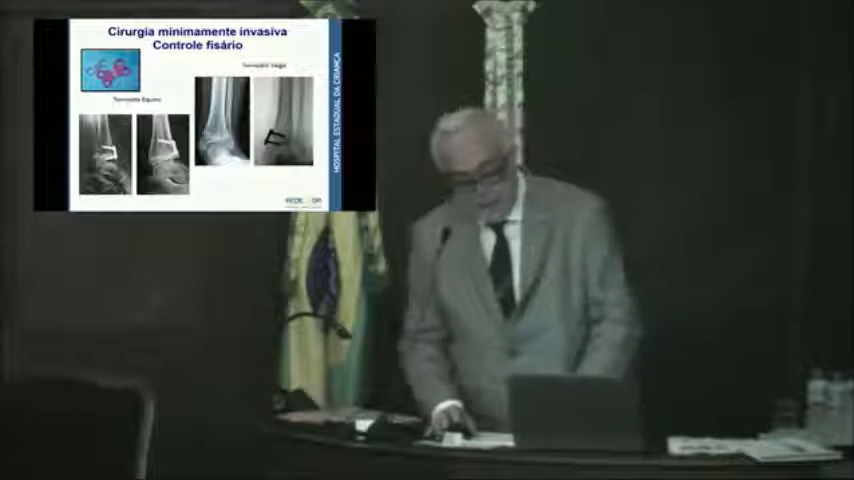 Cirurgia minimamente invasiva
Controle fisário
Tornozelo Valgo
Tornozelo Equino
HOSPITAL ESTADUAL DA CRIANÇA